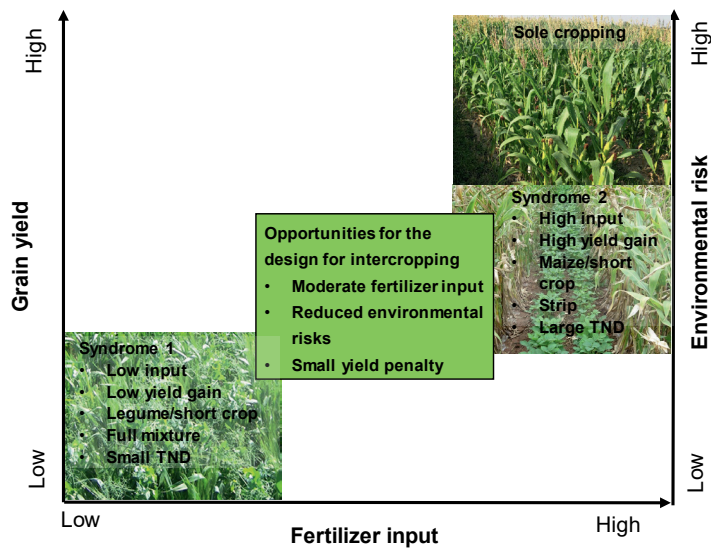 High
Grain yield
Low
Sole cropping
High
Environmental risk
Low
Syndrome 2
• High input
• High yield gain
• Maize/short
crop
• Strip
• Large TND
Opportunities for the
design for intercropping
• Moderate fertilizer input
• Reduced environmental
risks
• Small yield penalty
Syndrome 1
• Low input
• Low yield gain
• Legume/short crop
• Full mixture
• Small TND
Low
Fertilizer input
High